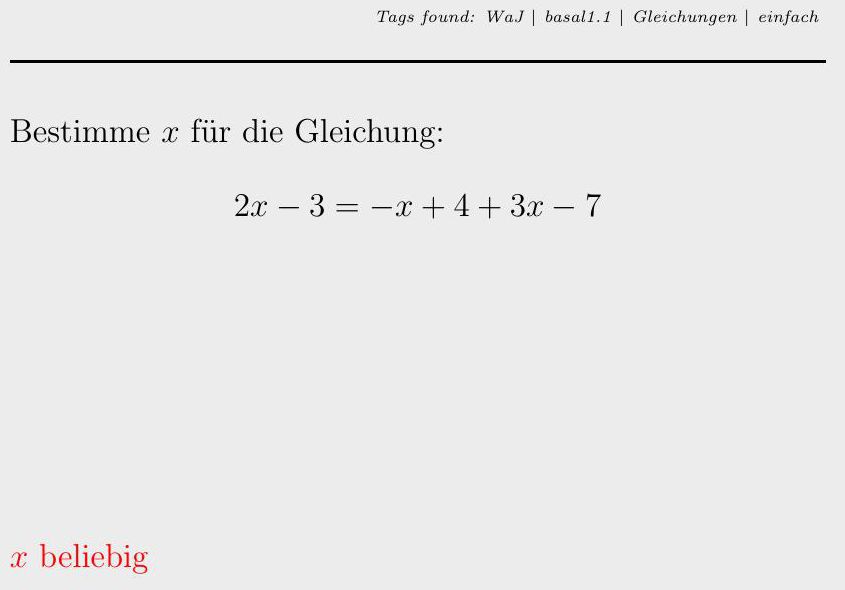 Tags found: WaJ | basal1.1 | Gleichungen | einfach
Bestimme x für die Gleichung:
2x − 3 = −x + 4 + 3x − 7
x beliebig